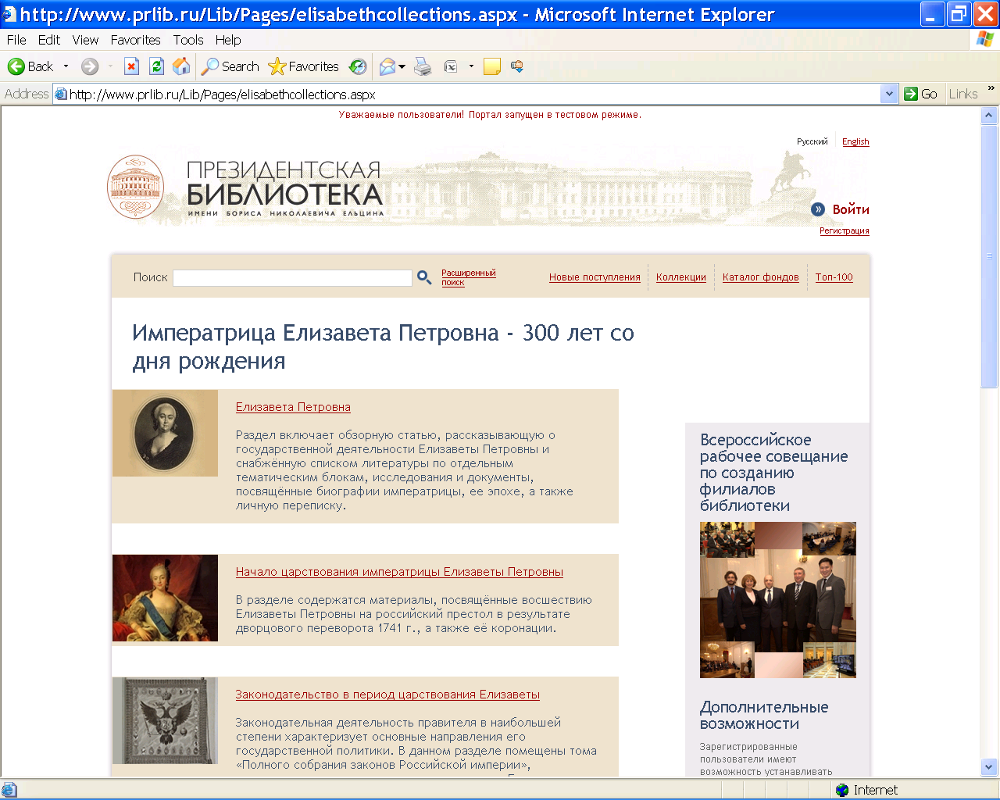 http://www.prlib.ru/Lib/Pages/elisabethcollections.aspx - Microsoft Internet Explorer
File Edit View Favorites Tools Help
Back Search Favorites
Address http://www.prlib.ru/Lib/Pages/elisabethcollections.aspx Go Links »
Уважаемые пользователи! Портал запущен в тестовом режиме.
Русский English
ПРЕЗИДЕНТСКАЯ
БИБЛИОТЕКА
ИМЕНИ БОРИСА НИКОЛАЕВИЧА ЕЛЬЦИНА
Войти
Регистрация
Поиск
Расширенный
поиск
Новые поступления Коллекции Каталог фондов Топ-100
Императрица Елизавета Петровна - 300 лет со
дня рождения
Елизавета Петровна
Раздел включает обзорную статью, рассказывающую о
государственной деятельности Елизаветы Петровны и
снабжённую списком литературы по отдельным
тематическим блокам, исследования и документы,
посвящённые биографии императрицы, ее эпохе, а также
личную переписку.
Начало царствования императрицы Елизаветы Петровны
В разделе содержатся материалы, посвящённые восшествию
Елизаветы Петровны на российский престол в результате
дворцового переворота 1741 г., а также её коронации.
Законодательство в период царствования Елизаветы
Законодательная деятельность правителя в наибольшей
степени характеризует основные направления его
государственной политики. В данном разделе помещены тома
«Полного собрания законов Российской империи»,
Всероссийское
рабочее совещание
по созданию
филиалов
библиотеки
Дополнительные
возможности
Зарегистрированные
пользователи имеют
возможность устанавливать
Internet